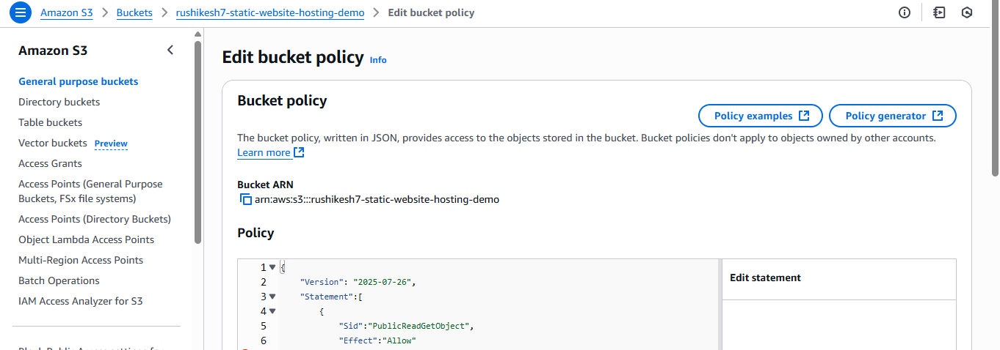 Amazon S3 > Buckets > rushikesh7-static-website-hosting-demo > Edit bucket policy
Amazon S3
General purpose buckets
Directory buckets
Table buckets
Vector buckets Preview
Access Grants
Access Points (General Purpose
Buckets, FSx file systems)
Access Points (Directory Buckets)
Object Lambda Access Points
Multi-Region Access Points
Batch Operations
IAM Access Analyzer for S3
Block Public Access settings for
Edit bucket policy Info
Bucket policy
Policy examples
Policy generator
The bucket policy, written in JSON, provides access to the objects stored in the bucket. Bucket policies don't apply to objects owned by other accounts.
Learn more
Bucket ARN
arn:aws:s3:::rushikesh7-static-website-hosting-demo
Policy
1 {
2 "Version": "2025-07-26",
3 "Statement":[
4 {
5 "Sid":"PublicReadGetObject",
6 "Effect":"Allow"
Edit statement